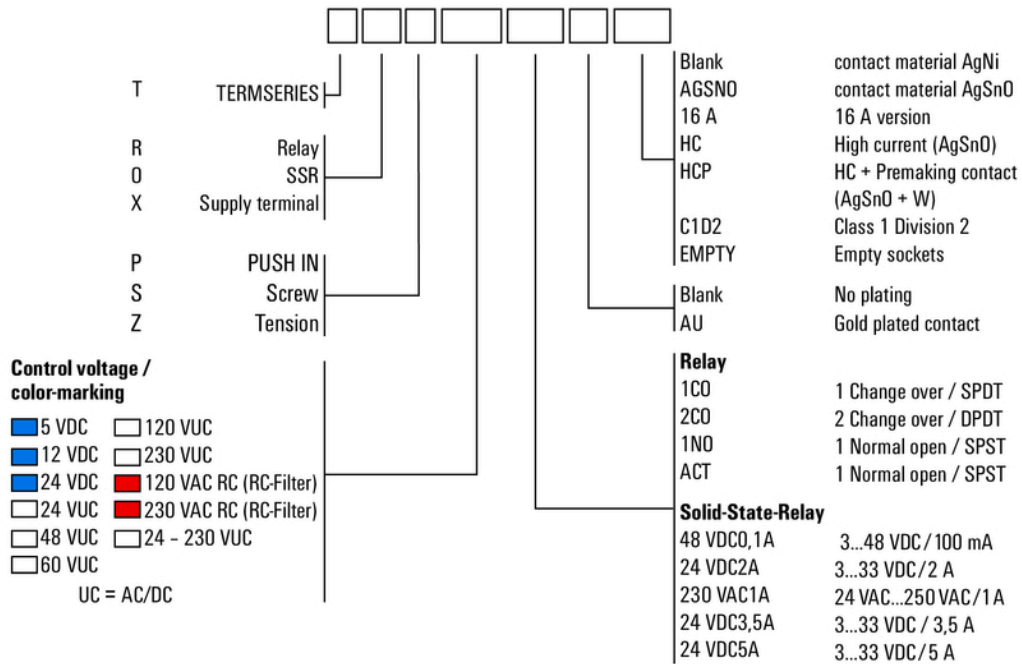 T TERMSERIES
R Relay
O SSR
X Supply terminal
P PUSH IN
S Screw
Z Tension
Control voltage /
color-marking
5 VDC 120 VUC
12 VDC 230 VUC
24 VDC 120 VAC RC (RC-Filter)
24 VUC 230 VAC RC (RC-Filter)
48 VUC 24 – 230 VUC
60 VUC
UC = AC/DC
Blank contact material AgNi
AGSNO contact material AgSnO
16 A 16 A version
HC High current (AgSnO)
HCP HC + Premaking contact
(AgSnO + W)
C1D2 Class 1 Division 2
EMPTY Empty sockets
Blank No plating
AU Gold plated contact
Relay
1CO 1 Change over / SPDT
2CO 2 Change over / DPDT
1NO 1 Normal open / SPST
ACT 1 Normal open / SPST
Solid-State-Relay
48 VDC0,1A 3...48 VDC/100 mA
24 VDC2A 3...33 VDC/2 A
230 VAC1A 24 VAC...250 VAC/1 A
24 VDC3,5A 3...33 VDC / 3,5 A
24 VDC5A 3...33 VDC/5 A